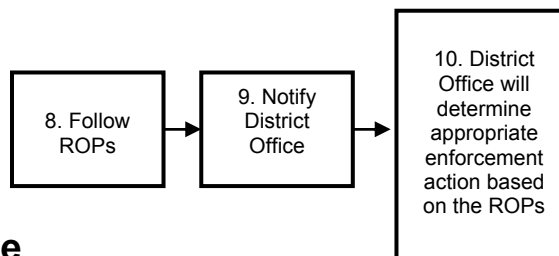 8. Follow
ROPs
9. Notify
District
Office
10. District
Office will
determine
appropriate
enforcement
action based
on the ROPs
e